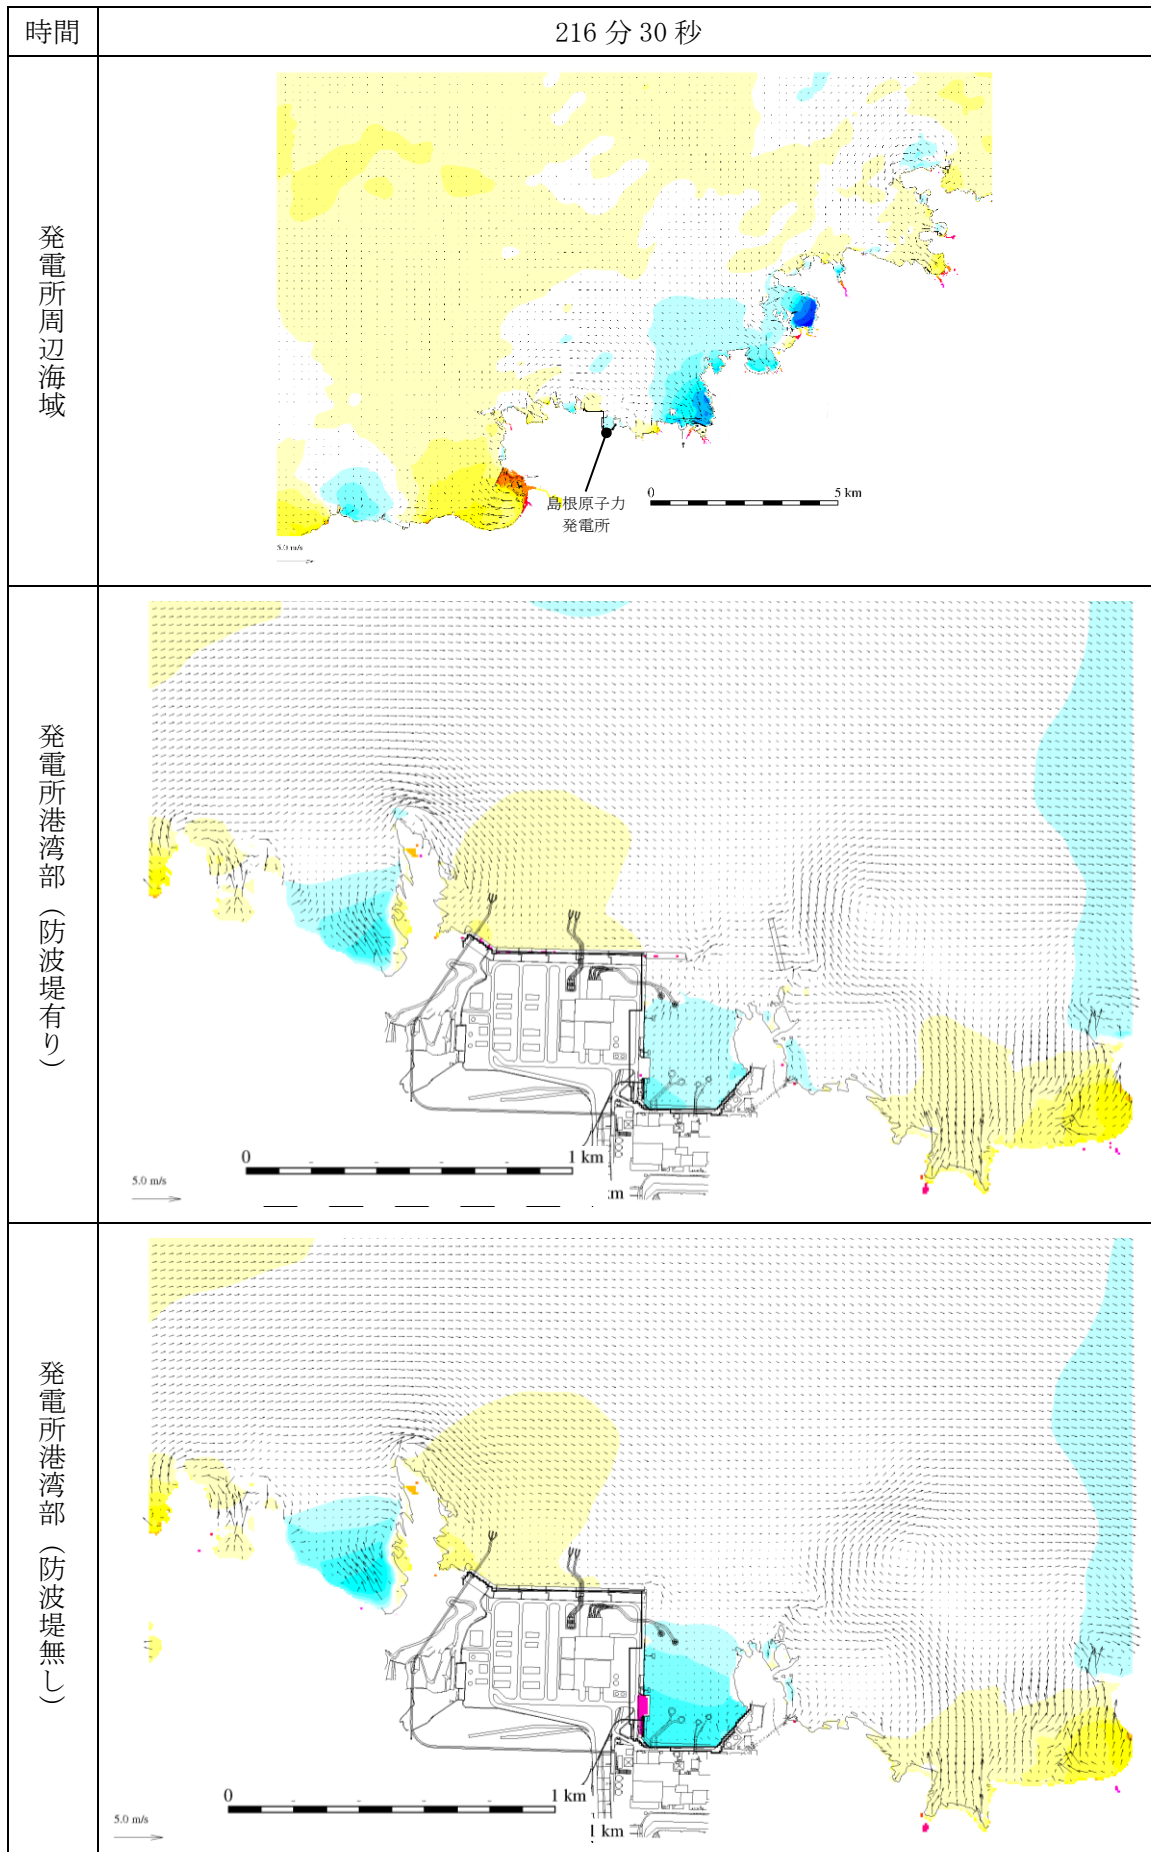 時間
216 分 30 秒
発電所周辺海域
島根原子力
発電所
0
5 km
5.0 m/s
発電所港湾部（防波堤有り）
0
1 km
5.0 m/s
発電所港湾部（防波堤無し）
0
1 km
5.0 m/s
1 km